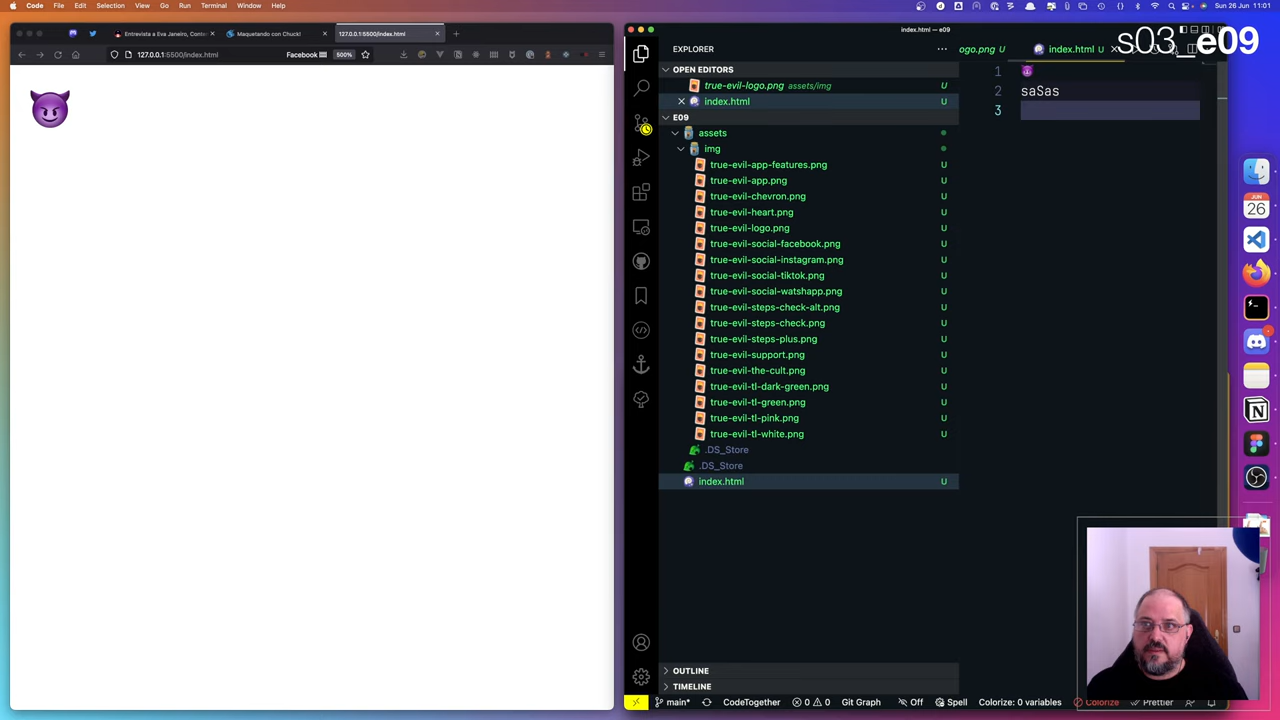 Code File Edit Selection View Go Run Terminal Window Help
Sun 26 Jun 11:01
Entrevista a Eva Janeiro, Conte
Maquetando con Chuck!
127.0.0.1:5500/index.html
127.0.0.1:5500/index.html
Facebook
500%
index.html — e09
s03_e09
EXPLORER
ogo.png U
index.html U
OPEN EDITORS
true-evil-logo.png assets/img U
index.html U
E09
assets
img
true-evil-app-features.png U
true-evil-app.png U
true-evil-chevron.png U
true-evil-heart.png U
true-evil-logo.png U
true-evil-social-facebook.png U
true-evil-social-instagram.png U
true-evil-social-tiktok.png U
true-evil-social-watshapp.png U
true-evil-steps-check-alt.png U
true-evil-steps-check.png U
true-evil-steps-plus.png U
true-evil-support.png U
true-evil-the-cult.png U
true-evil-tl-dark-green.png U
true-evil-tl-green.png U
true-evil-tl-pink.png U
true-evil-tl-white.png U
.DS_Store
.DS_Store
index.html U
1 😈
2 saSas
3
JUN
26
OUTLINE
TIMELINE
main* CodeTogether 0 0 Git Graph Off Spell Colorize: 0 variables Colorize Prettier